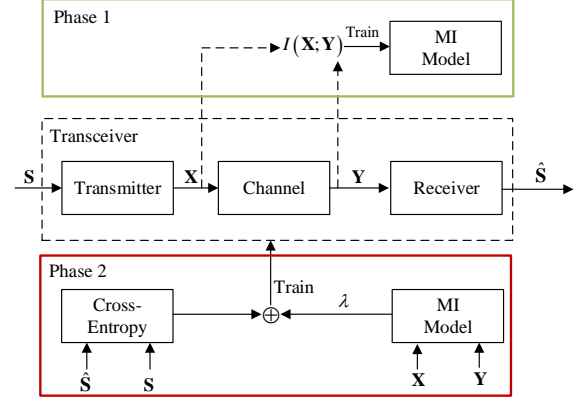 Phase 1
I(X;Y)
Train
MI
Model
Transceiver
S
Transmitter
X
Channel
Y
Receiver
Ŝ
Phase 2
Train
Cross-
Entropy
λ
MI
Model
Ŝ
S
X
Y